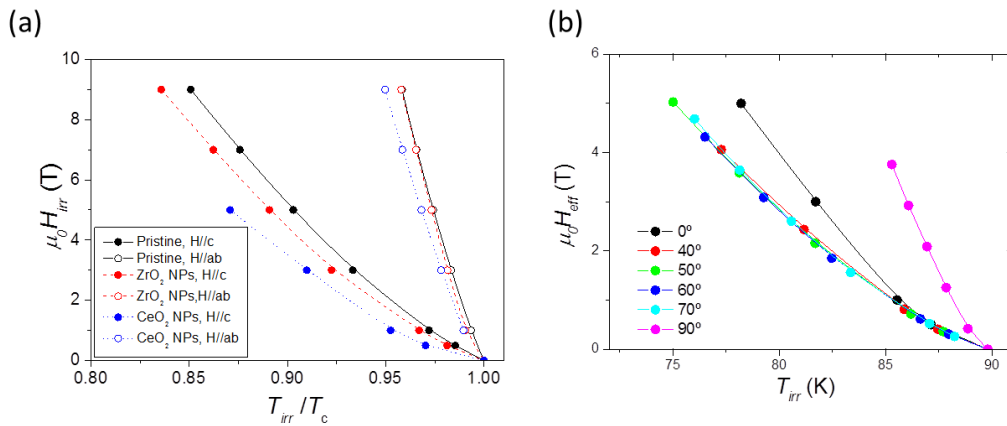 (a)
10
8
6
4
2
0
μ0Hirr (T)
Pristine, H//c
Pristine, H//ab
ZrO2 NPs, H//c
ZrO2 NPs,H//ab
CeO2 NPs, H//c
CeO2 NPs, H//ab
0.80 0.85 0.90 0.95 1.00
Tirr /Tc
(b)
6
4
2
0
μ0Heff (T)
0º
40º
50º
60º
70º
90º
75 80 85 90
Tirr (K)